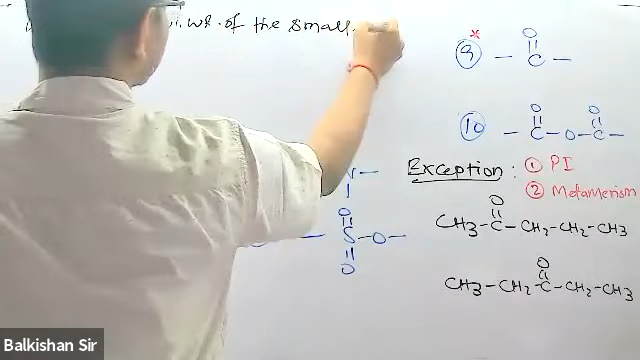 wt. of the small
9 * — C — O
10 — C — O — C — O O
Exception : 1 PI
2 Metamerism
O
CH3-C-CH2-CH2-CH3
O
CH3-CH2-C-CH2-CH3
O
— S — O —
O
Balkishan Sir